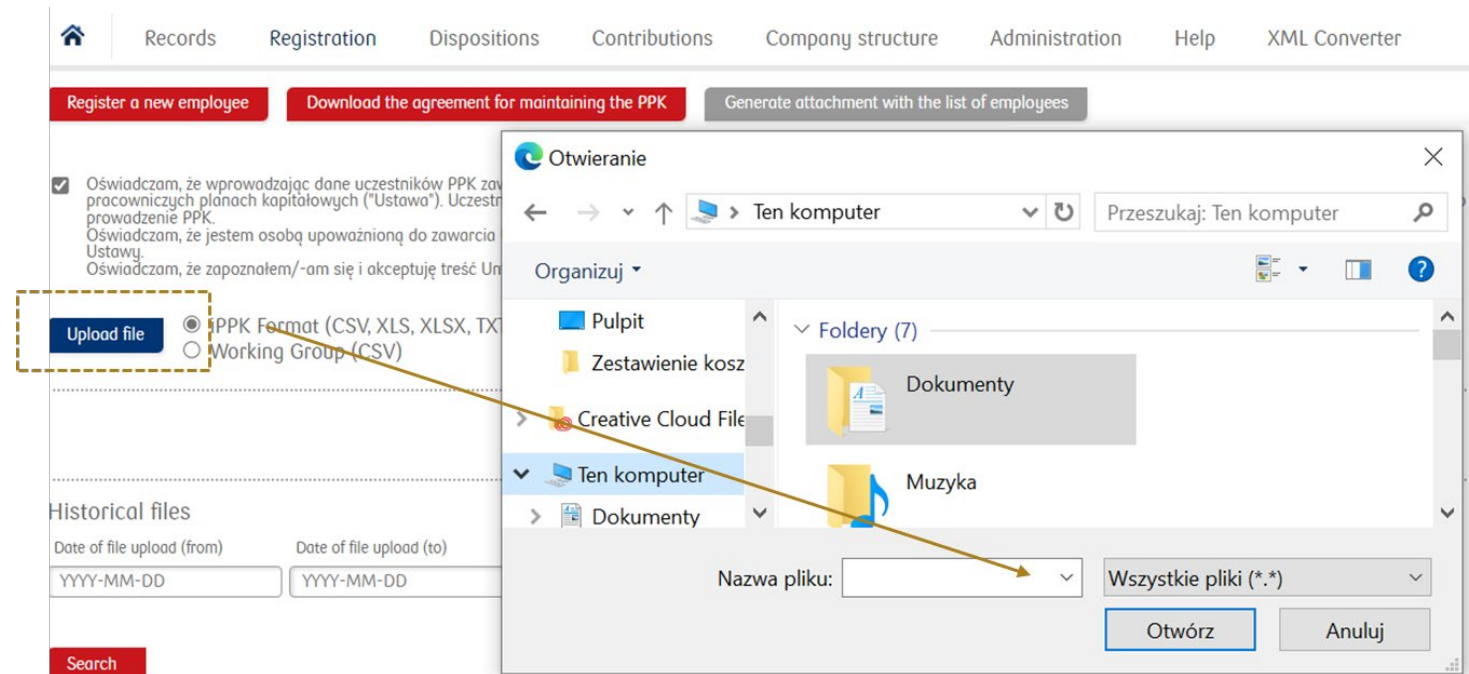 Records Registration Dispositions Contributions Company structure Administration Help XML Converter
Register a new employee Download the agreement for maintaining the PPK Generate attachment with the list of employees
Oświadczam, że wprowadzając dane uczestników PPK
pracowniczych planach kapitałowych ("Ustawa").
prowadzenie PPK.
Oświadczam, że jestem osobą upoważnioną do zawarcia
Ustawy.
Oświadczam, że zapoznałem/-am się i akceptuję treść
Upload file
iPPK Format (CSV, XLS, XLSX,
Working Group (CSV)
Historical files
Date of file upload (from) Date of file upload (to)
YYYY-MM-DD YYYY-MM-DD
Search
Otwieranie
Ten komputer
Przeszukaj: Ten komputer
Organizuj
Pulpit
Zestawienie kosz
Creative Cloud File
Ten komputer
Dokumenty
Foldery (7)
Dokumenty
Muzyka
Nazwa pliku:
Wszystkie pliki (*.*)
Otwórz Anuluj